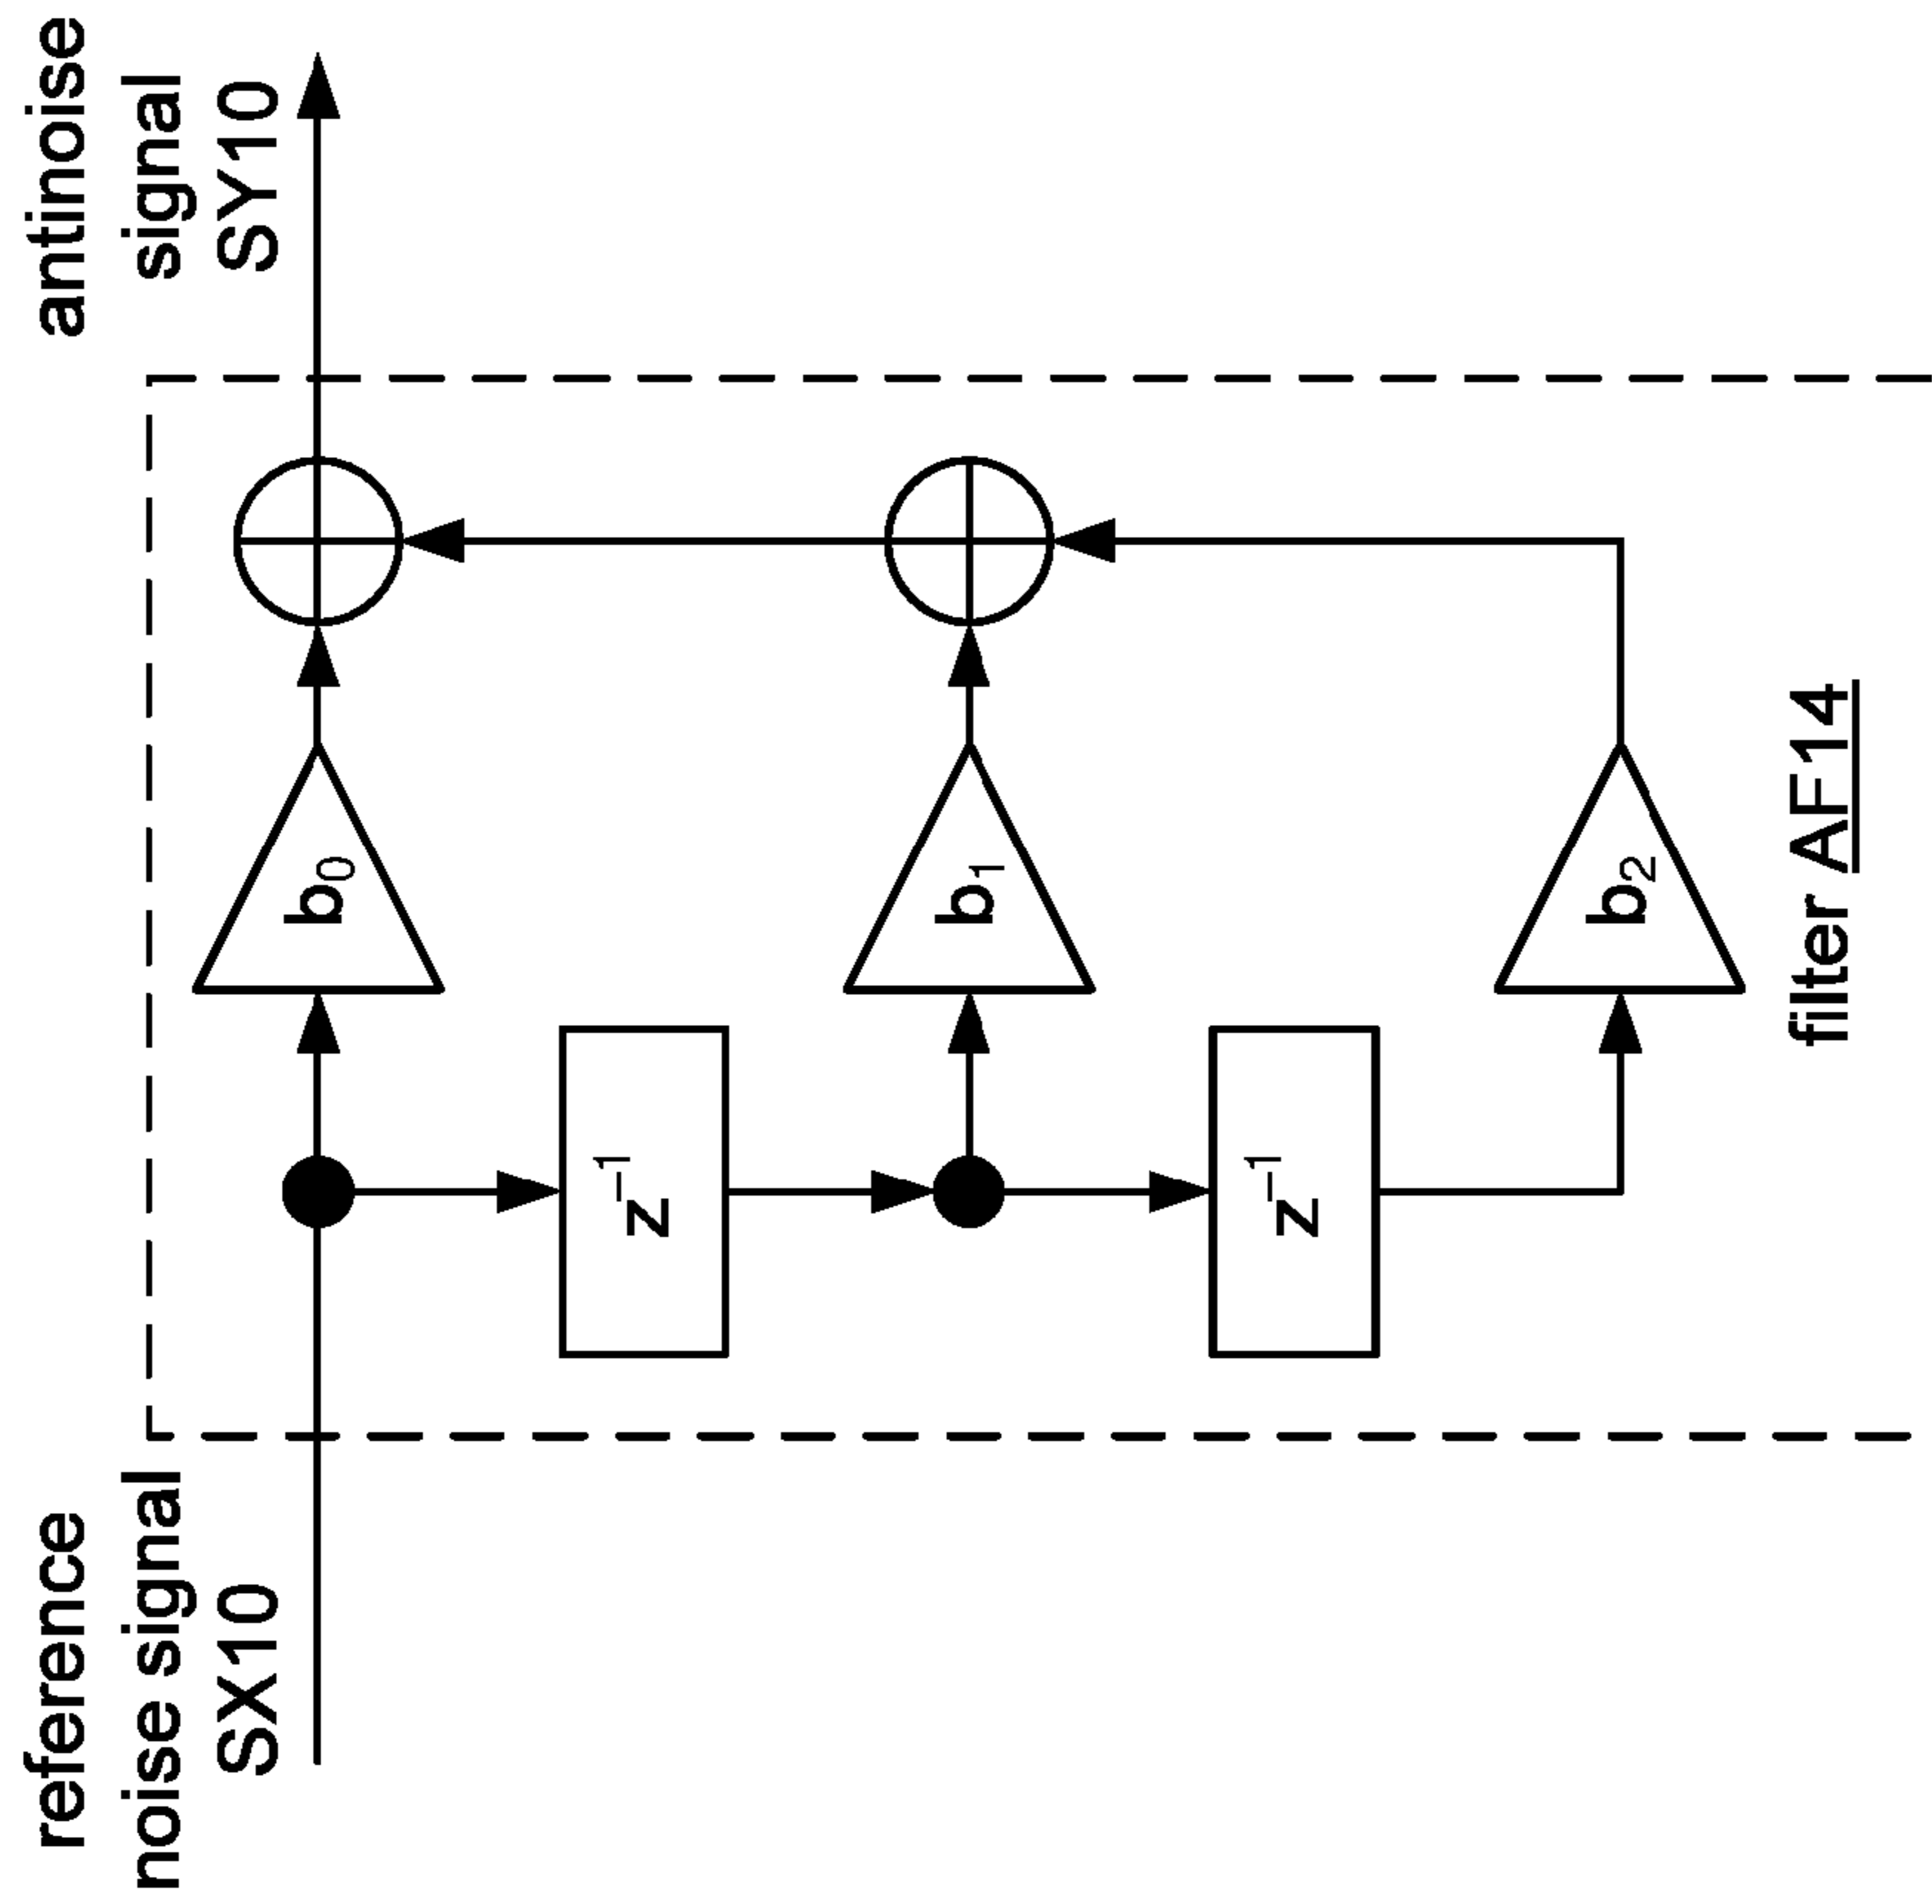 reference
noise signal
SX10
antinoise
signal
SY10
b0
z−1
b1
z−1
b2
filter AF14